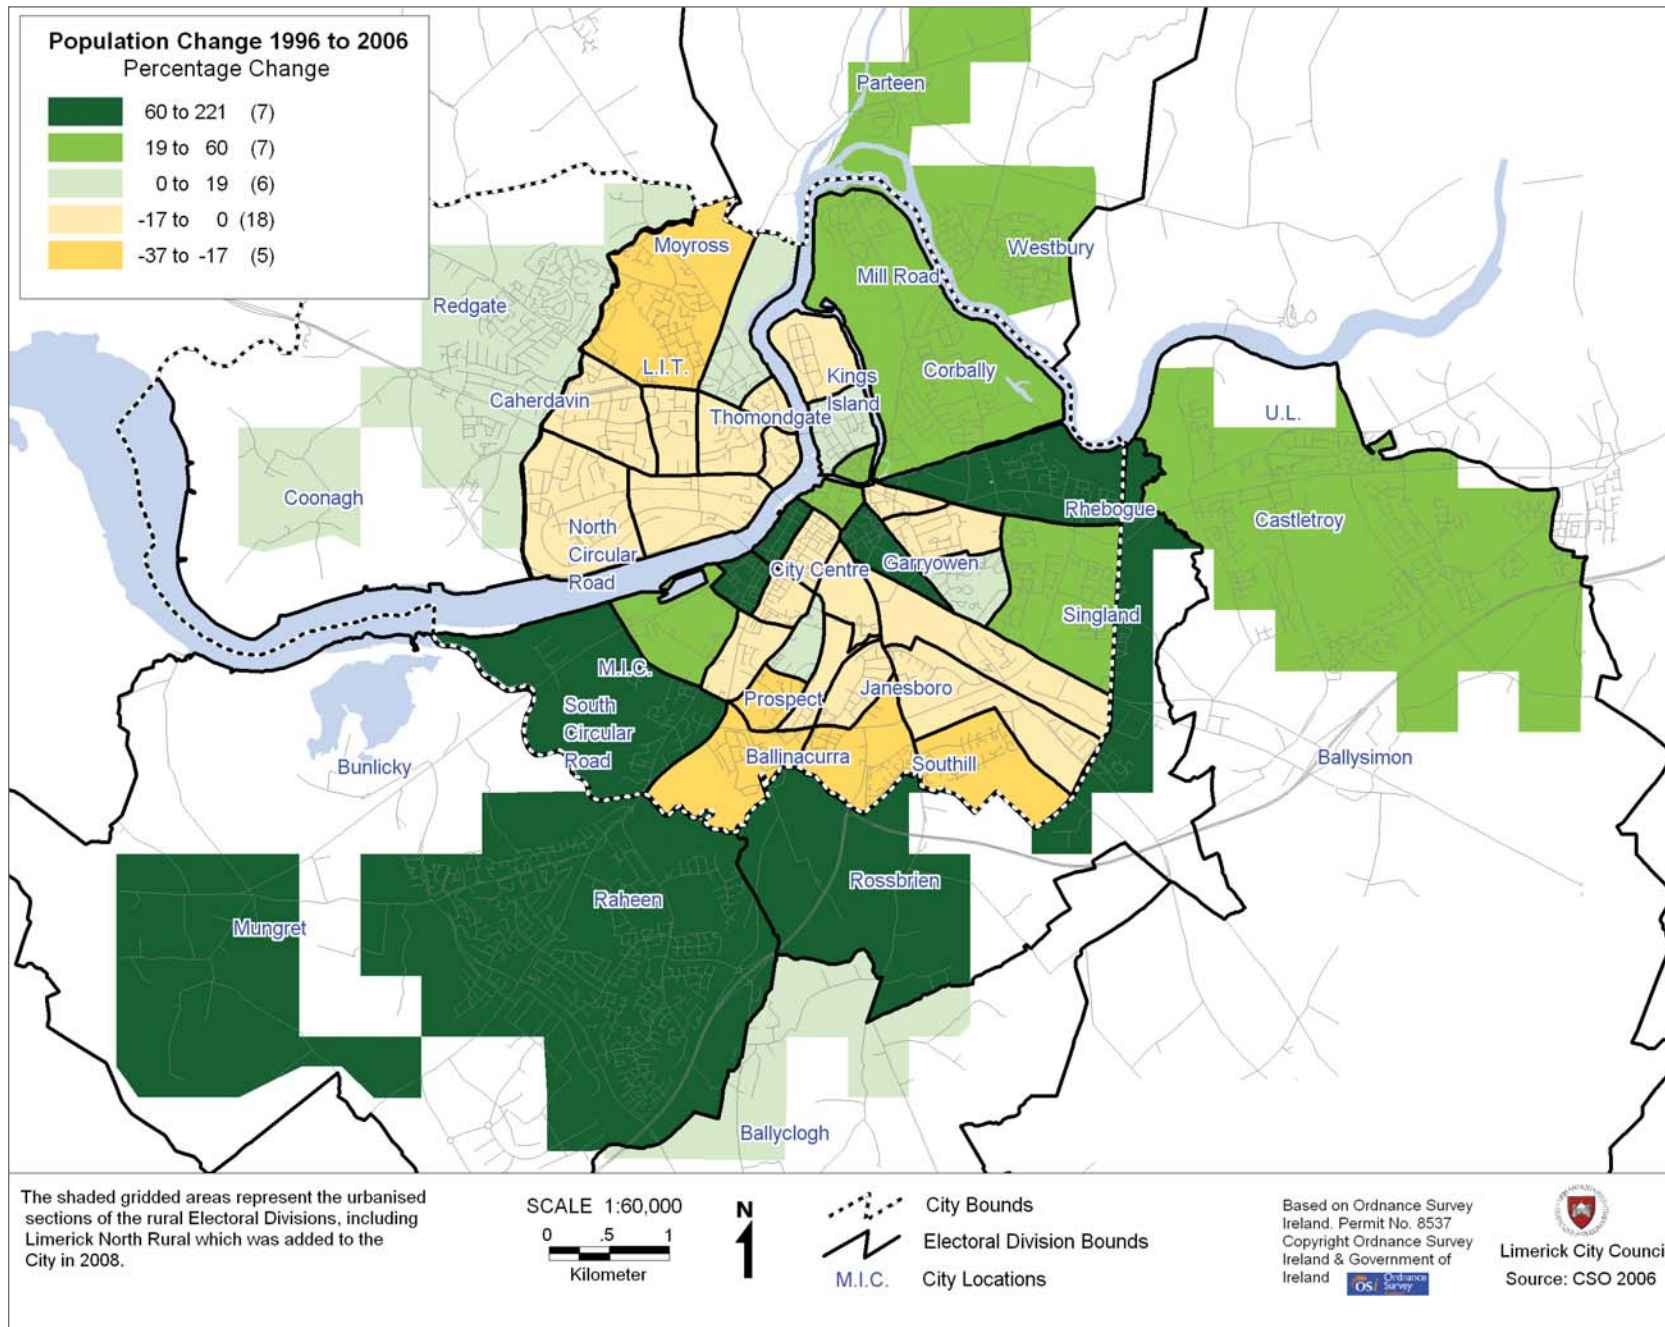 Population Change 1996 to 2006
Percentage Change
60 to 221 (7)
19 to 60 (7)
0 to 19 (6)
-17 to 0 (18)
-37 to -17 (5)
Parteen
Moyross
Westbury
Mill Road
Redgate
L.I.T.
Kings
Island
Corbally
Caherdavin
Thomondgate
U.L.
Coonagh
Rhebogue
Castletroy
North
Circular
Road
City Centre
Garryowen
Singland
M.I.C.
South
Circular
Road
Prospect
Janesboro
Bunlicky
Ballinacurra
Southill
Ballysimon
Raheen
Rossbrien
Mungret
Ballyclogh
The shaded gridded areas represent the urbanised
sections of the rural Electoral Divisions, including
Limerick North Rural which was added to the
City in 2008.
SCALE 1:60,000
0 .5 1
Kilometer
N
City Bounds
Electoral Division Bounds
M.I.C. City Locations
Based on Ordnance Survey
Ireland. Permit No. 8537
Copyright Ordnance Survey
Ireland & Government of
Ireland
OSi Ordnance
Survey
Limerick City Counci
Source: CSO 2006